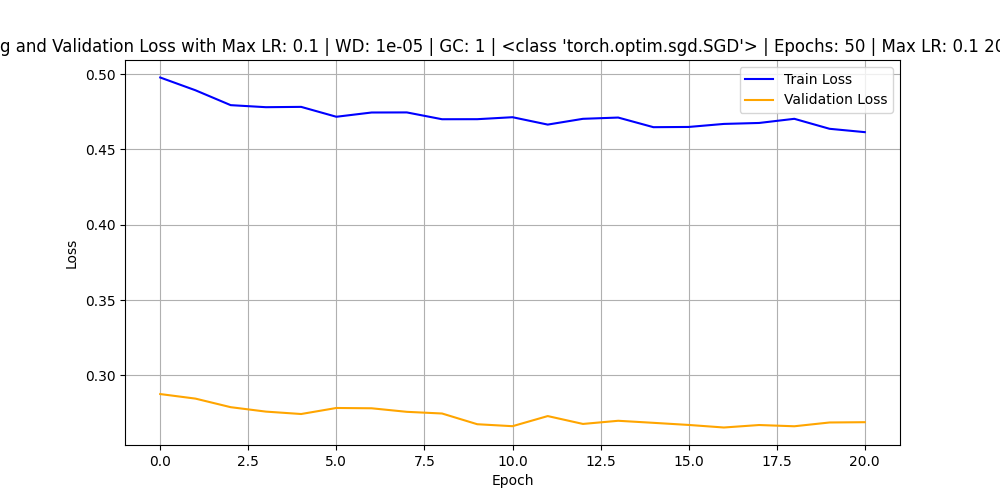 g and Validation Loss with Max LR: 0.1 | WD: 1e-05 | GC: 1 | <class 'torch.optim.sgd.SGD'> | Epochs: 50 | Max LR: 0.1 20
Train Loss
Validation Loss
0.50
0.45
0.40
0.35
0.30
Loss
0.0 2.5 5.0 7.5 10.0 12.5 15.0 17.5 20.0
Epoch